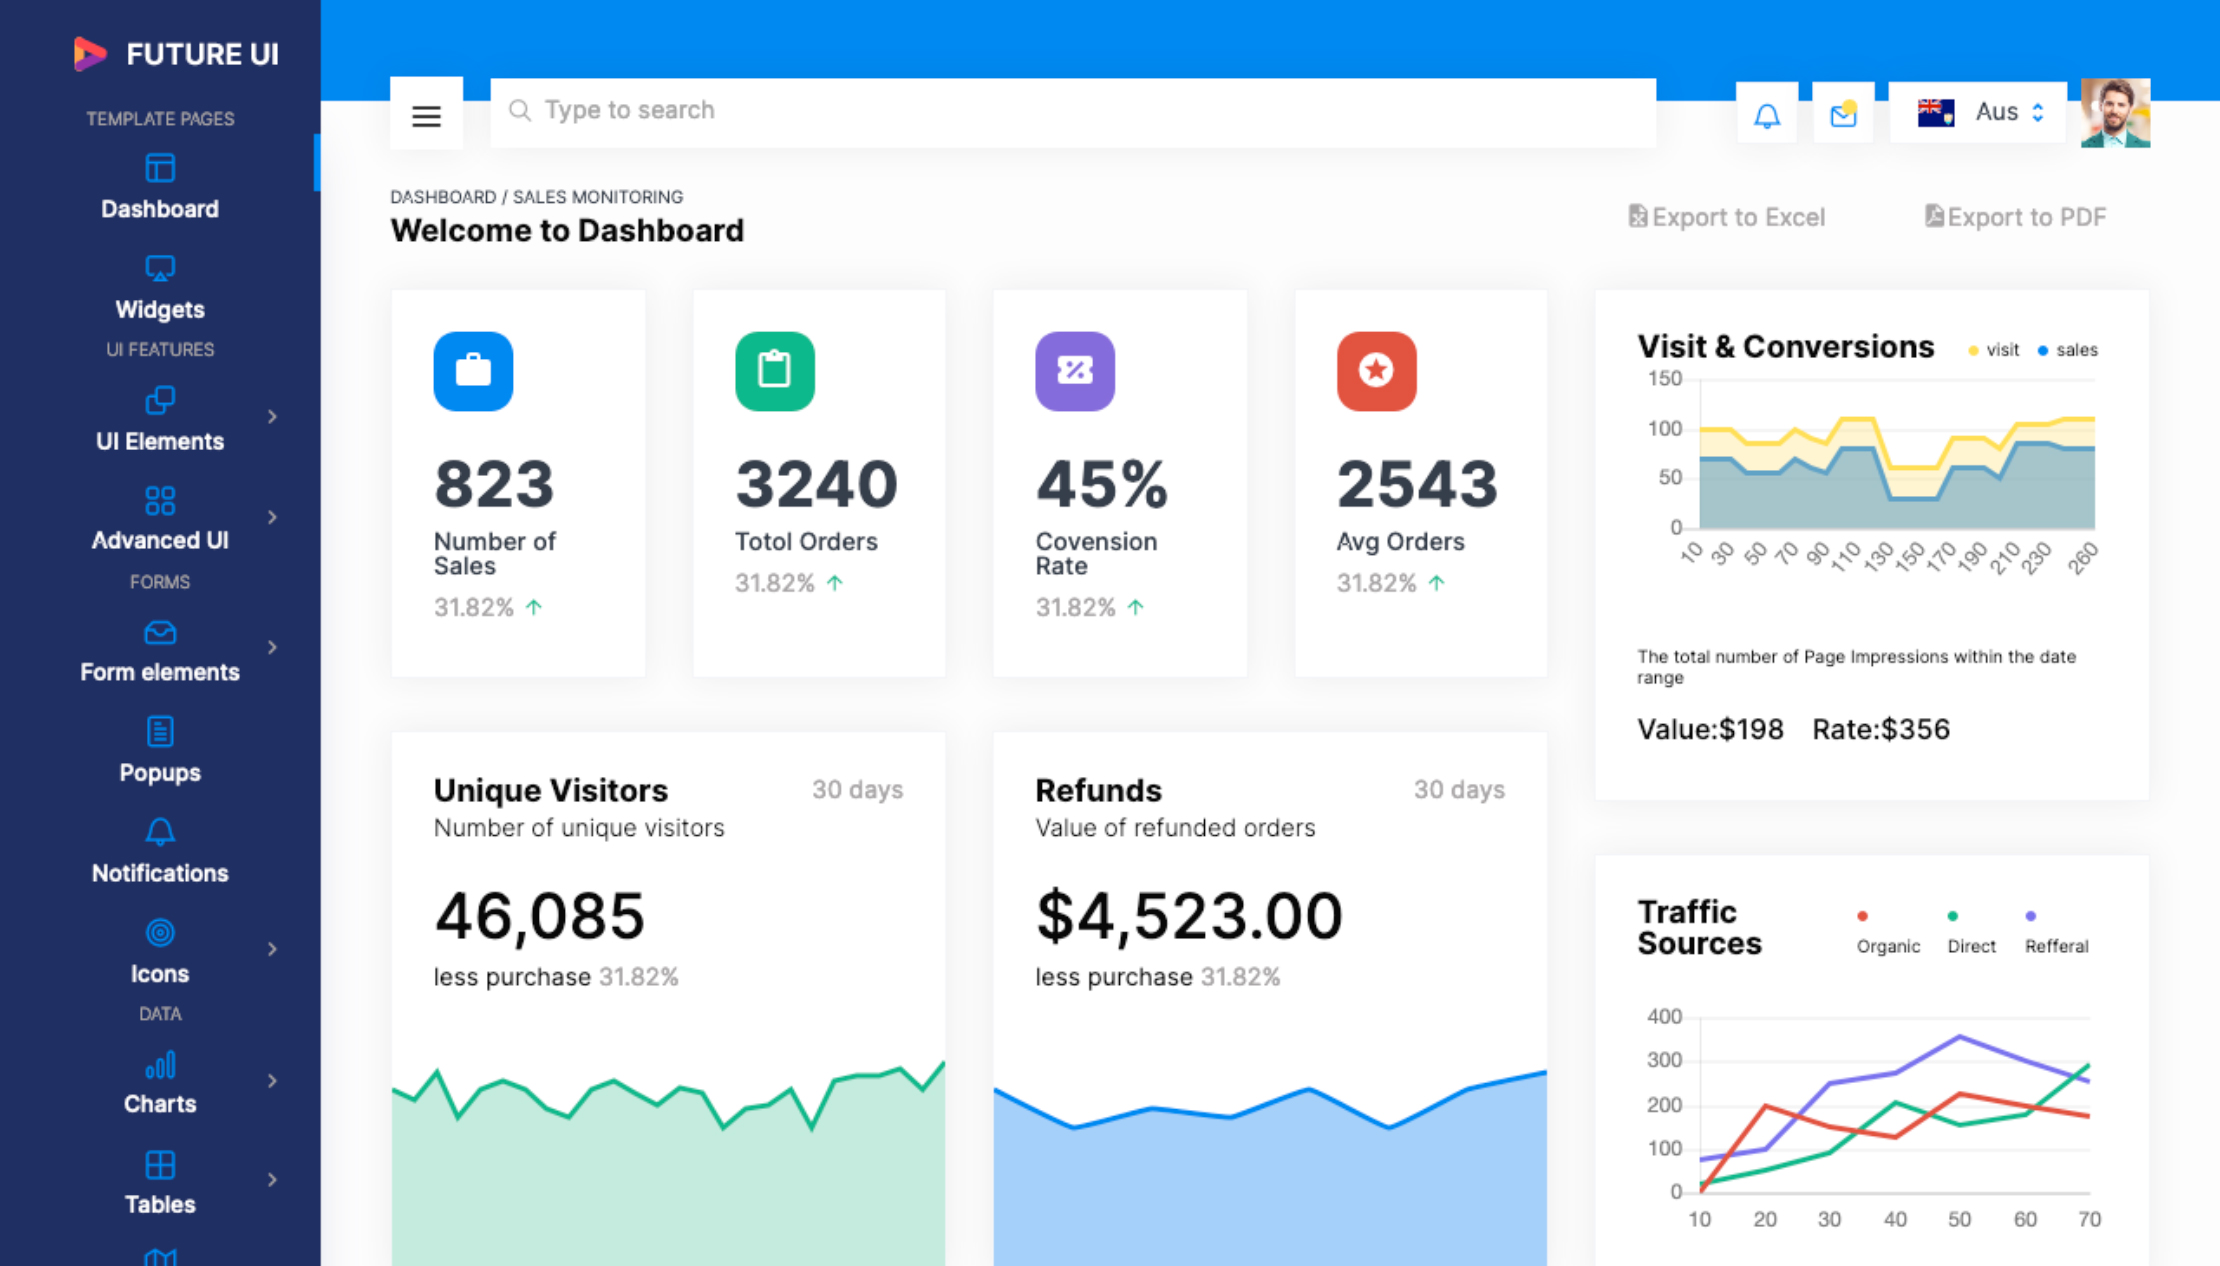 FUTURE UI
TEMPLATE PAGES
Dashboard
Widgets
UI FEATURES
UI Elements
Advanced UI
FORMS
Form elements
Popups
Notifications
Icons
DATA
Charts
Tables
Type to search
Aus
DASHBOARD / SALES MONITORING
Welcome to Dashboard
Export to Excel
Export to PDF
823
Number of
Sales
31.82%
3240
Totol Orders
31.82%
45%
Covension
Rate
31.82%
2543
Avg Orders
31.82%
Visit & Conversions
visit
sales
150
100
50
0
10 30 50 70 90 110 130 150 170 190 210 230 260
The total number of Page Impressions within the date
range
Value:$198 Rate:$356
Unique Visitors
30 days
Number of unique visitors
46,085
less purchase 31.82%
Refunds
30 days
Value of refunded orders
$4,523.00
less purchase 31.82%
Traffic
Sources
Organic Direct Refferal
400
300
200
100
0
10 20 30 40 50 60 70